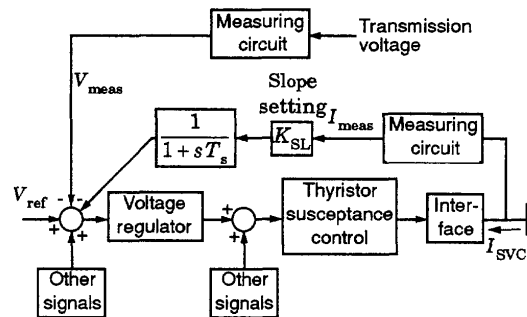 Measuring
circuit
Transmission
voltage
V_meas
Slope
setting
I_meas
1
1+sT_s
K_SL
Measuring
circuit
V_ref
- -
+ +
Voltage
regulator
+
+
Thyristor
susceptance
control
Inter-
face
I_SVC
Other
signals
Other
signals